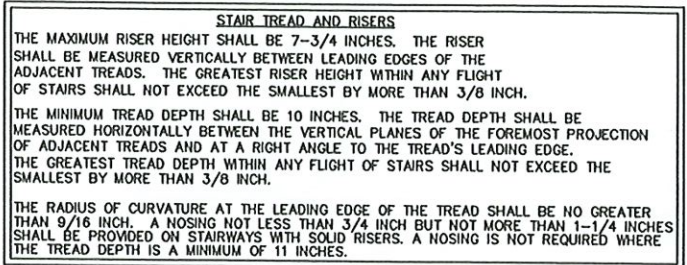 STAIR TREAD AND RISERS
THE MAXIMUM RISER HEIGHT SHALL BE 7-3/4 INCHES. THE RISER
SHALL BE MEASURED VERTICALLY BETWEEN LEADING EDGES OF THE
ADJACENT TREADS. THE GREATEST RISER HEIGHT WITHIN ANY FLIGHT
OF STAIRS SHALL NOT EXCEED THE SMALLEST BY MORE THAN 3/8 INCH.
THE MINIMUM TREAD DEPTH SHALL BE 10 INCHES. THE TREAD DEPTH SHALL BE
MEASURED HORIZONTALLY BETWEEN THE VERTICAL PLANES OF THE FOREMOST PROJECTION
OF ADJACENT TREADS AND AT A RIGHT ANGLE TO THE TREAD'S LEADING EDGE.
THE GREATEST TREAD DEPTH WITHIN ANY FLIGHT OF STAIRS SHALL NOT EXCEED THE
SMALLEST BY MORE THAN 3/8 INCH.
THE RADIUS OF CURVATURE AT THE LEADING EDGE OF THE TREAD SHALL BE NO GREATER
THAN 9/16 INCH. A NOSING NOT LESS THAN 3/4 INCH BUT NOT MORE THAN 1-1/4 INCHES
SHALL BE PROVIDED ON STAIRWAYS WITH SOLID RISERS. A NOSING IS NOT REQUIRED WHERE
THE TREAD DEPTH IS A MINIMUM OF 11 INCHES.